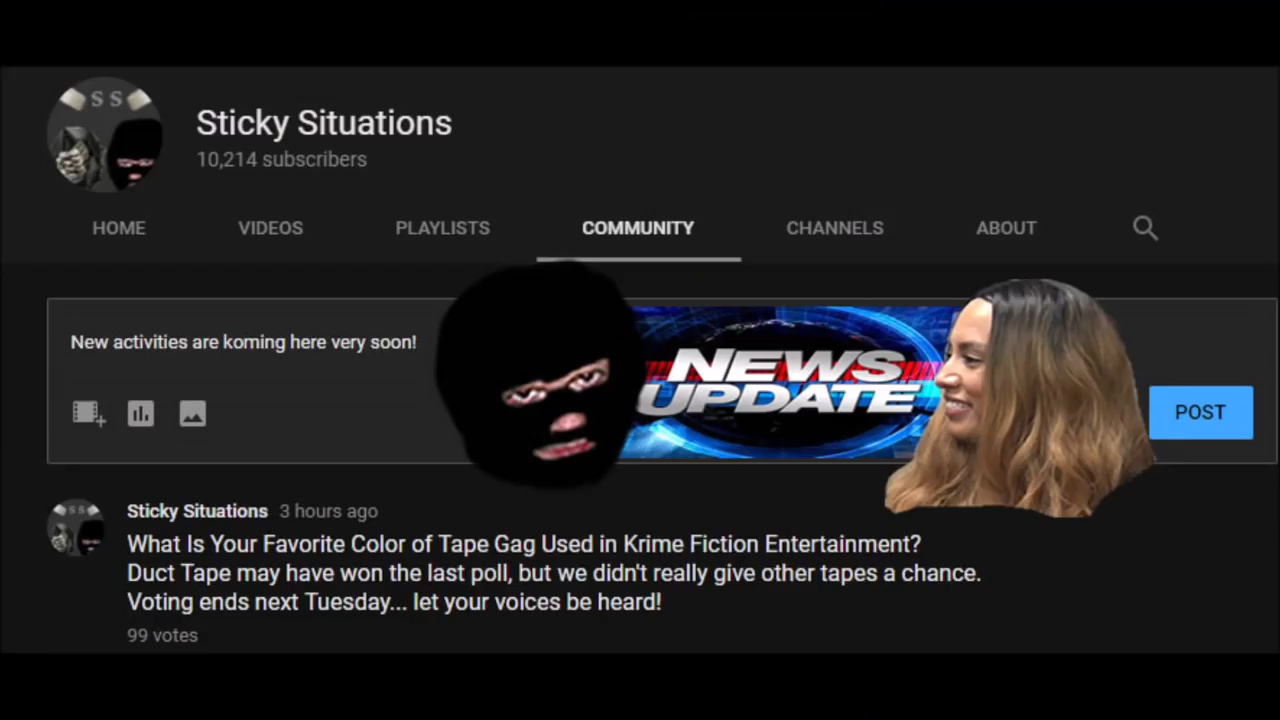 S S
Sticky Situations
10,214 subscribers
HOME VIDEOS PLAYLISTS COMMUNITY CHANNELS ABOUT
New activities are koming here very soon!
NEWS
UPDATE
POST
Sticky Situations 3 hours ago
What Is Your Favorite Color of Tape Gag Used in Krime Fiction Entertainment?
Duct Tape may have won the last poll, but we didn't really give other tapes a chance.
Voting ends next Tuesday... let your voices be heard!
99 votes